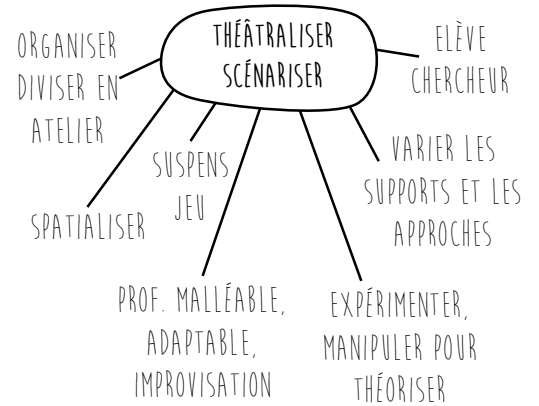 THÉÂTRALISER
SCÉNARISER
ORGANISER
DIVISER EN
ATELIER
ELÈVE
CHERCHEUR
SUSPENS
JEU
VARIER LES
SUPPORTS ET LES
APPROCHES
SPATIALISER
PROF. MALLÉABLE,
ADAPTABLE,
IMPROVISATION
EXPÉRIMENTER,
MANIPULER POUR
THÉORISER